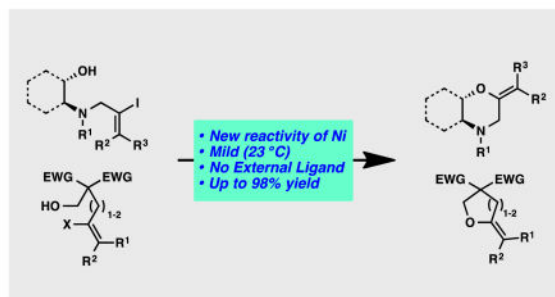 OH
N
I
R¹
R²
R³
EWG EWG
HO
X
( )1-2
R¹
R²
• New reactivity of Ni
• Mild (23 °C)
• No External Ligand
• Up to 98% yield
R³
O
R²
N
R¹
EWG EWG
( )1-2
O
R¹
R²